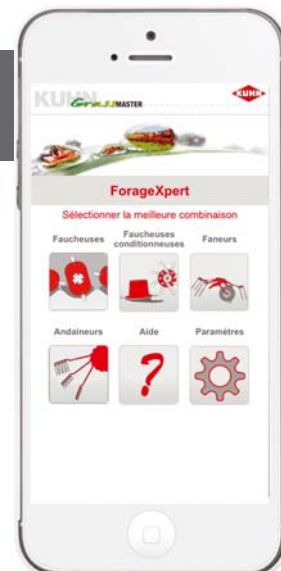 KUHN GrassMASTER
KUHN
ForageXpert
Sélectionner la meilleure combinaison
Faucheuses
Faucheuses
conditionneuses
Faneurs
Andaineurs
Aide
Paramètres